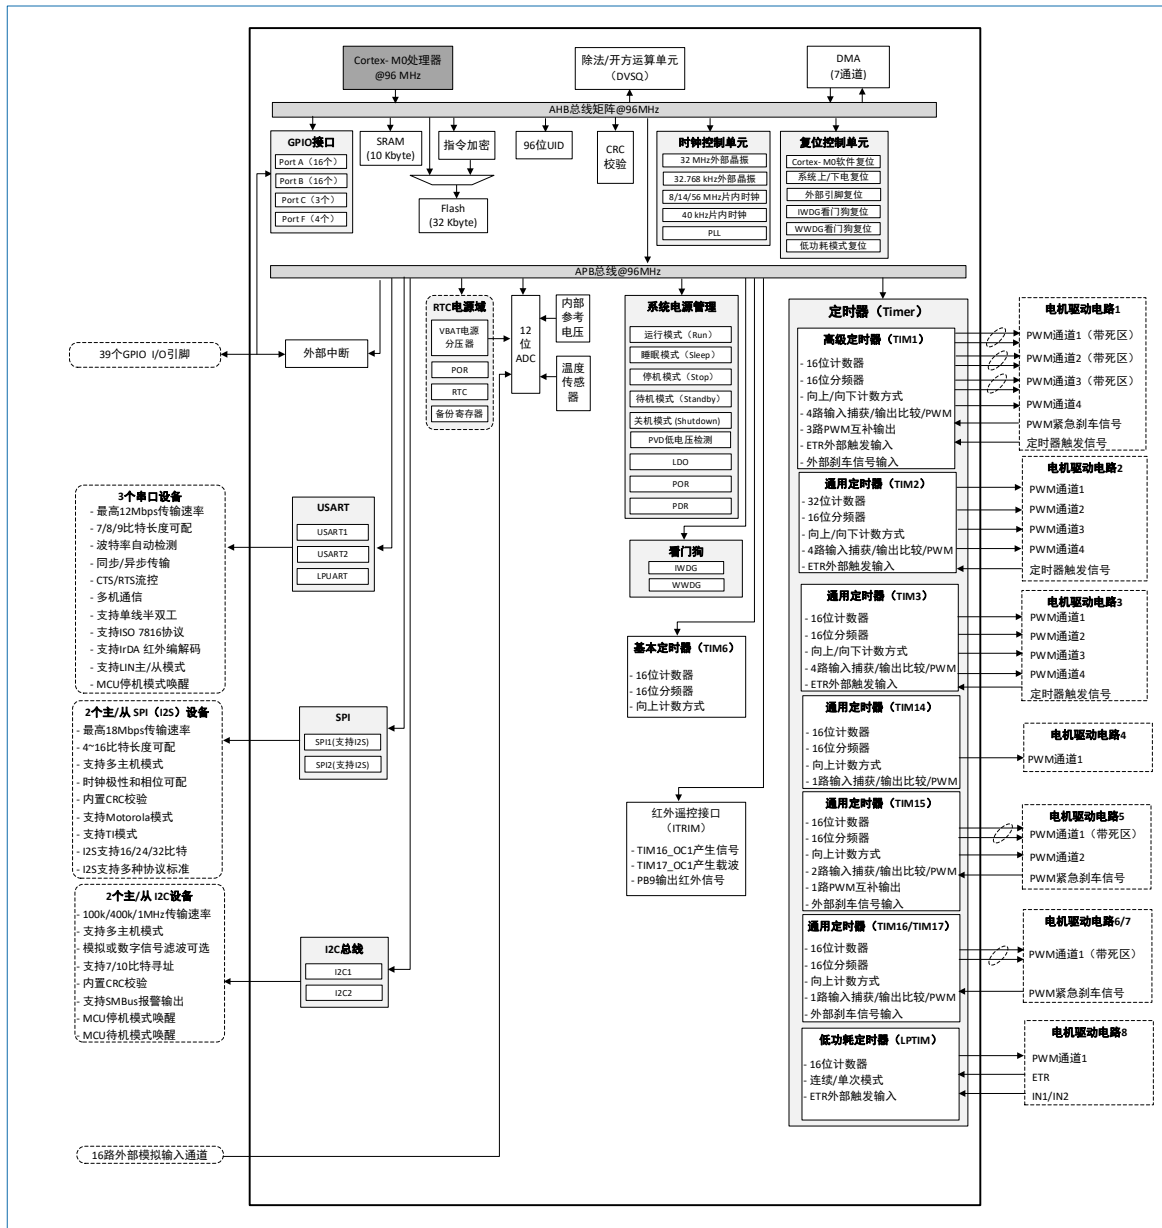 Cortex- M0处理器
@96 MHz
除法/开方运算单元
（DVSQ）
DMA
(7通道)
AHB总线矩阵@96MHz
GPIO接口
Port A（16个）
Port B（16个）
Port C（3个）
Port F（4个）
SRAM
(10 Kbyte)
指令加密
Flash
(32 Kbyte)
96位UID
CRC
校验
时钟控制单元
32 MHz外部晶振
32.768 kHz外部晶振
8/14/56 MHz片内时钟
40 kHz片内时钟
PLL
复位控制单元
Cortex- M0软件复位
系统上/下电复位
外部引脚复位
IWDG看门狗复位
WWDG看门狗复位
低功耗模式复位
APB总线@96MHz
39个GPIO I/O引脚
外部中断
RTC电源域
VBAT电源
分压器
POR
RTC
备份寄存器
12
位
ADC
内部
参考
电压
温度
传感
器
系统电源管理
运行模式（Run）
睡眠模式（Sleep）
停机模式（Stop）
待机模式（Standby）
关机模式 (Shutdown)
PVD低电压检测
LDO
POR
PDR
看门狗
IWDG
WWDG
基本定时器（TIM6）
- 16位计数器
- 16位分频器
- 向上计数方式
红外遥控接口
（ITRIM）
- TIM16_OC1产生信号
- TIM17_OC1产生载波
- PB9输出红外信号
3个串口设备
- 最高12Mbps传输速率
- 7/8/9比特长度可配
- 波特率自动检测
- 同步/异步传输
- CTS/RTS流控
- 多机通信
- 支持单线半双工
- 支持ISO 7816协议
- 支持IrDA 红外编解码
- 支持LIN主/从模式
- MCU停机模式唤醒
USART
USART1
USART2
LPUART
2个主/从 SPI（I2S）设备
- 最高18Mbps传输速率
- 4~16比特长度可配
- 支持多主机模式
- 时钟极性和相位可配
- 内置CRC校验
- 支持Motorola模式
- 支持TI模式
- I2S支持16/24/32比特
- I2S支持多种协议标准
SPI
SPI1(支持I2S)
SPI2(支持I2S)
2个主/从 I2C设备
- 100k/400k/1MHz传输速率
- 支持多主机模式
- 模拟或数字信号滤波可选
- 支持7/10比特寻址
- 内置CRC校验
- 支持SMBus报警输出
- MCU停机模式唤醒
- MCU待机模式唤醒
I2C总线
I2C1
I2C2
16路外部模拟输入通道
定时器（Timer）
高级定时器（TIM1）
- 16位计数器
- 16位分频器
- 向上/向下计数方式
- 4路输入捕获/输出比较/PWM
- 3路PWM互补输出
- ETR外部触发输入
- 外部刹车信号输入
通用定时器（TIM2）
- 32位计数器
- 16位分频器
- 向上/向下计数方式
- 4路输入捕获/输出比较/PWM
- ETR外部触发输入
通用定时器（TIM3）
- 16位计数器
- 16位分频器
- 向上/向下计数方式
- 4路输入捕获/输出比较/PWM
- ETR外部触发输入
通用定时器（TIM14）
- 16位计数器
- 16位分频器
- 向上计数方式
- 1路输入捕获/输出比较/PWM
通用定时器（TIM15）
- 16位计数器
- 16位分频器
- 向上计数方式
- 2路输入捕获/输出比较/PWM
- 1路PWM互补输出
- 外部刹车信号输入
通用定时器（TIM16/TIM17）
- 16位计数器
- 16位分频器
- 向上计数方式
- 1路输入捕获/输出比较/PWM
- 外部刹车信号输入
低功耗定时器（LPTIM）
- 16位计数器
- 连续/单次模式
- ETR外部触发输入
电机驱动电路1
PWM通道1（带死区）
PWM通道2（带死区）
PWM通道3（带死区）
PWM通道4
PWM紧急刹车信号
定时器触发信号
电机驱动电路2
PWM通道1
PWM通道2
PWM通道3
PWM通道4
定时器触发信号
电机驱动电路3
PWM通道1
PWM通道2
PWM通道3
PWM通道4
定时器触发信号
电机驱动电路4
PWM通道1
电机驱动电路5
PWM通道1（带死区）
PWM通道2
PWM紧急刹车信号
电机驱动电路6/7
PWM通道1（带死区）
PWM紧急刹车信号
电机驱动电路8
PWM通道1
ETR
IN1/IN2